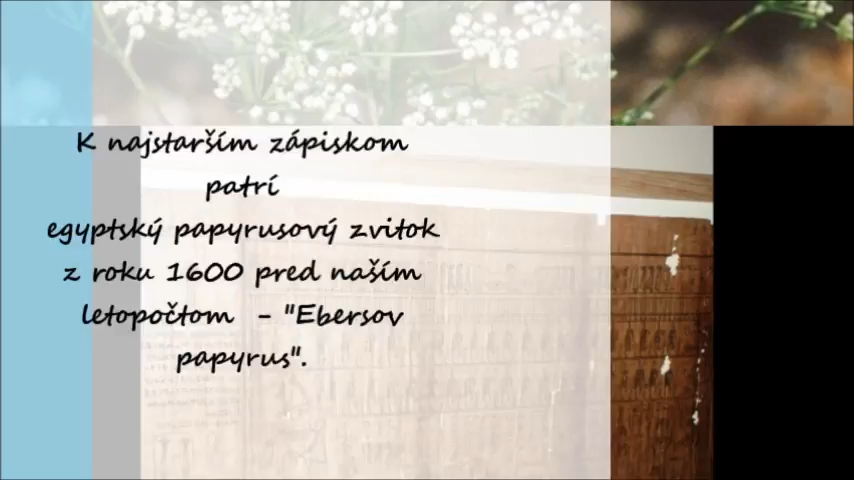 K najstarším zápiskom
patrí
egyptský papyrusový zvitok
z roku 1600 pred naším
letopočtom - "Ebersov
papyrus".